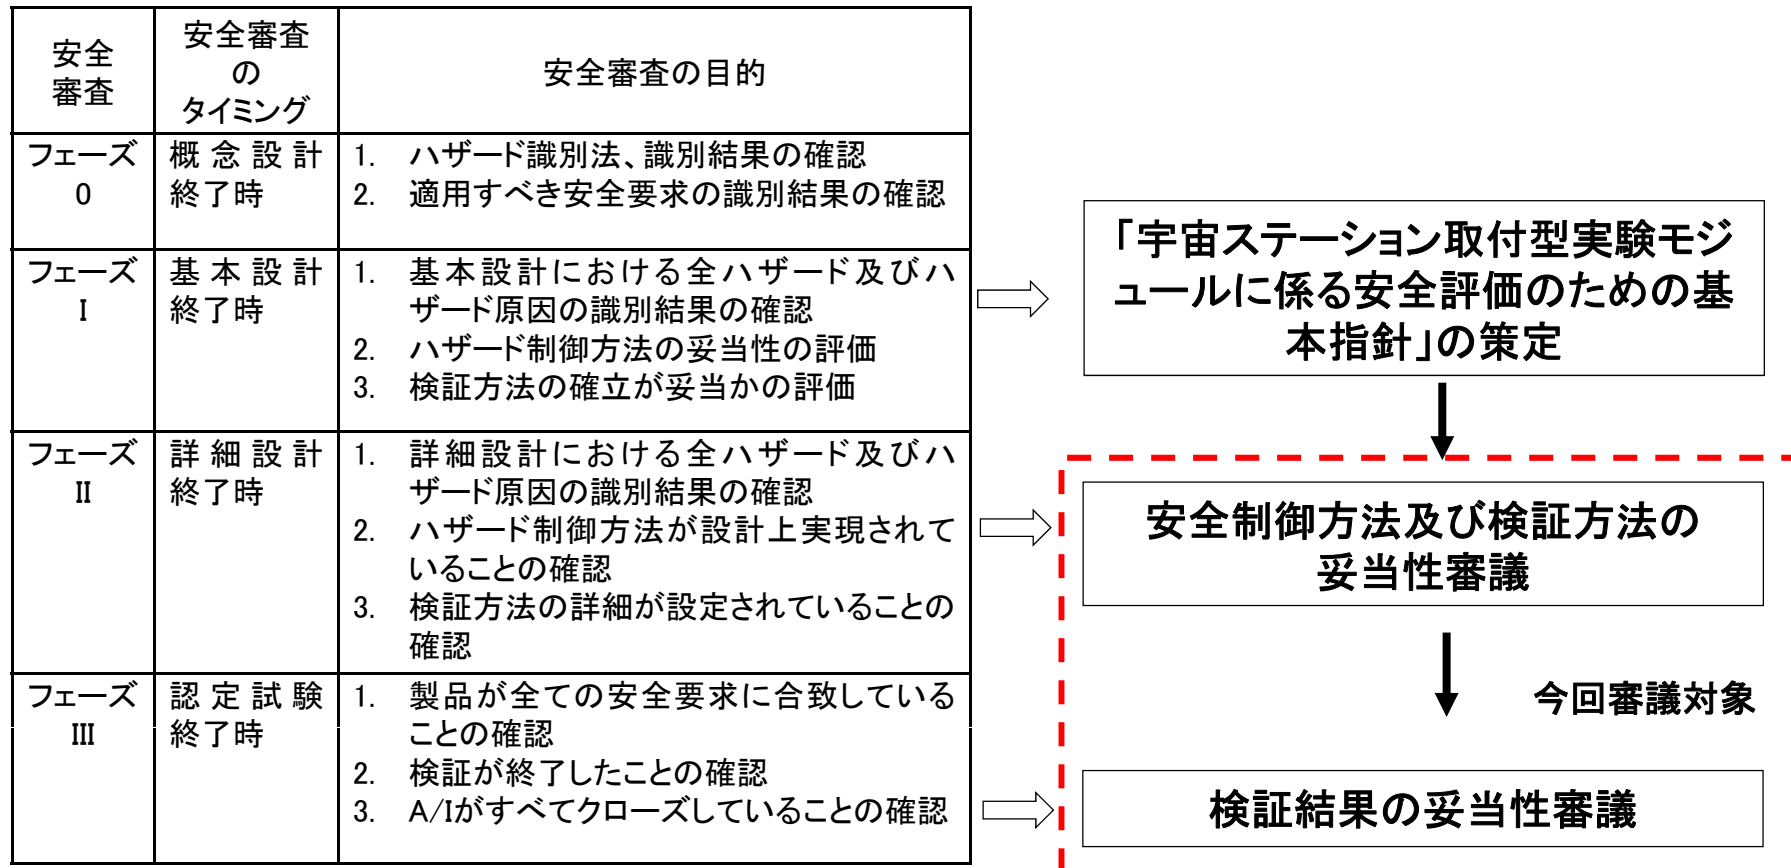 安全
審査
安全審査
の
タイミング
安全審査の目的
フェーズ
0
概念設計
終了時
1. ハザード識別法、識別結果の確認
2. 適用すべき安全要求の識別結果の確認
フェーズ
I
基本設計
終了時
1. 基本設計における全ハザード及びハ
ザード原因の識別結果の確認
2. ハザード制御方法の妥当性の評価
3. 検証方法の確立が妥当かの評価
フェーズ
II
詳細設計
終了時
1. 詳細設計における全ハザード及びハ
ザード原因の識別結果の確認
2. ハザード制御方法が設計上実現されて
いることの確認
3. 検証方法の詳細が設定されていることの
確認
フェーズ
III
認定試験
終了時
1. 製品が全ての安全要求に合致している
ことの確認
2. 検証が終了したことの確認
3. A/Iがすべてクローズしていることの確認
「宇宙ステーション取付型実験モジ
ュールに係る安全評価のための基
本指針」の策定
安全制御方法及び検証方法の
妥当性審議
今回審議対象
検証結果の妥当性審議